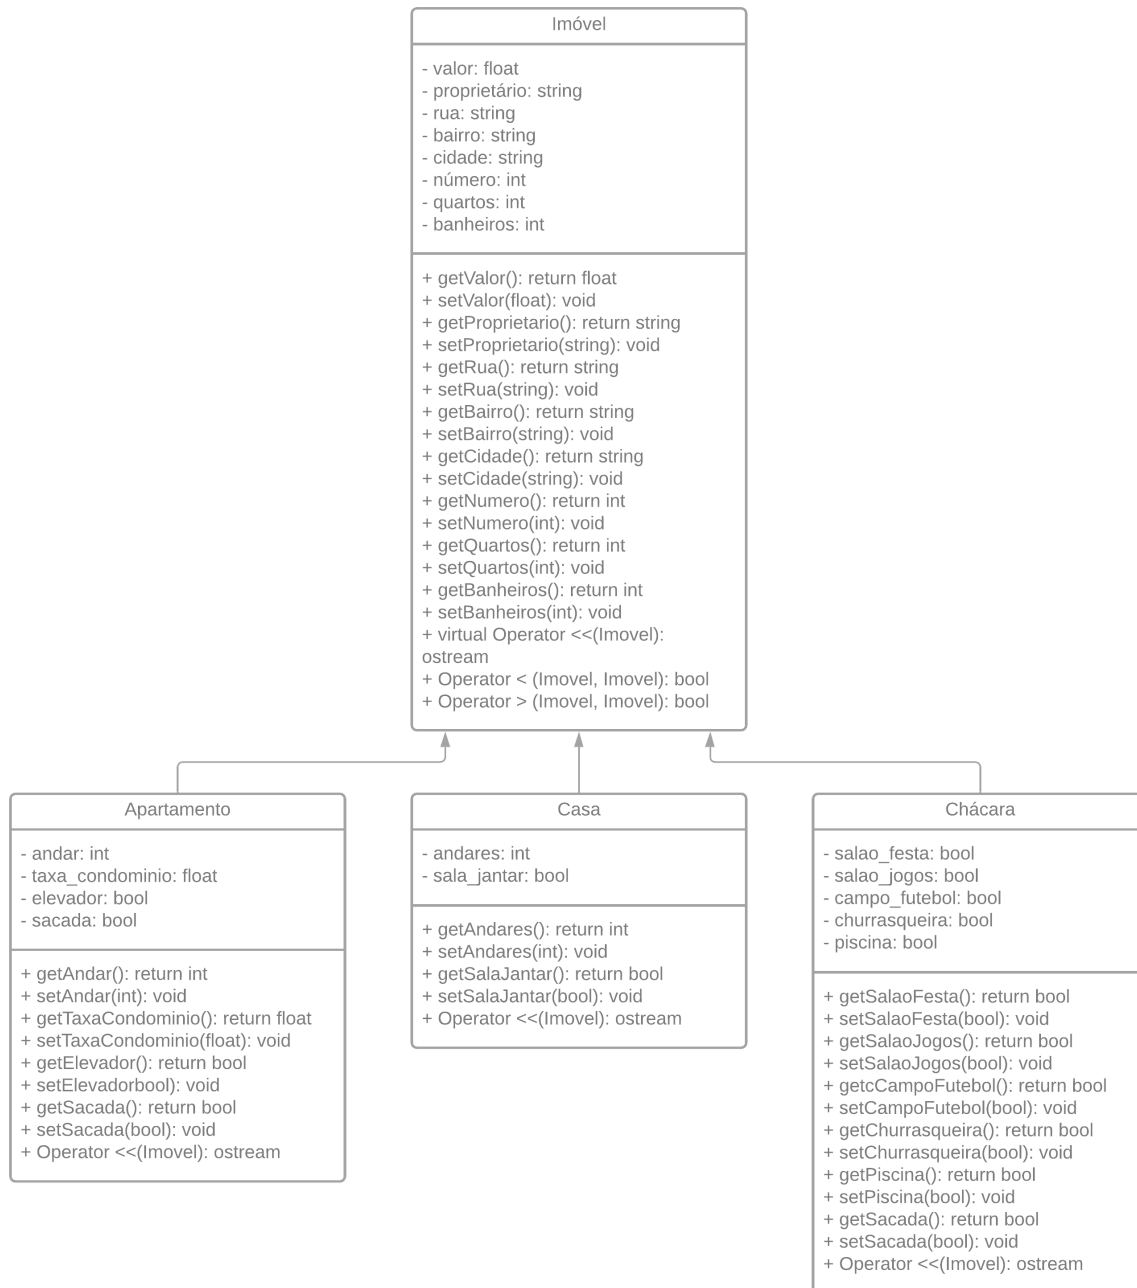 Imóvel
- valor: float
- proprietário: string
- rua: string
- bairro: string
- cidade: string
- número: int
- quartos: int
- banheiros: int
+ getValor(): return float
+ setValor(float): void
+ getProprietario(): return string
+ setProprietario(string): void
+ getRua(): return string
+ setRua(string): void
+ getBairro(): return string
+ setBairro(string): void
+ getCidade(): return string
+ setCidade(string): void
+ getNumero(): return int
+ setNumero(int): void
+ getQuartos(): return int
+ setQuartos(int): void
+ getBanheiros(): return int
+ setBanheiros(int): void
+ virtual Operator <<(Imovel):
ostream
+ Operator < (Imovel, Imovel): bool
+ Operator > (Imovel, Imovel): bool
Apartamento
- andar: int
- taxa_condominio: float
- elevador: bool
- sacada: bool
+ getAndar(): return int
+ setAndar(int): void
+ getTaxaCondominio(): return float
+ setTaxaCondominio(float): void
+ getElevador(): return bool
+ setElevadorbool): void
+ getSacada(): return bool
+ setSacada(bool): void
+ Operator <<(Imovel): ostream
Casa
- andares: int
- sala_jantar: bool
+ getAndares(): return int
+ setAndares(int): void
+ getSalaJantar(): return bool
+ setSalaJantar(bool): void
+ Operator <<(Imovel): ostream
Chácara
- salao_festa: bool
- salao_jogos: bool
- campo_futebol: bool
- churrasqueira: bool
- piscina: bool
+ getSalaoFesta(): return bool
+ setSalaoFesta(bool): void
+ getSalaoJogos(): return bool
+ setSalaoJogos(bool): void
+ getcCampoFutebol(): return bool
+ setCampoFutebol(bool): void
+ getChurrasqueira(): return bool
+ setChurrasqueira(bool): void
+ getPiscina(): return bool
+ setPiscina(bool): void
+ getSacada(): return bool
+ setSacada(bool): void
+ Operator <<(Imovel): ostream